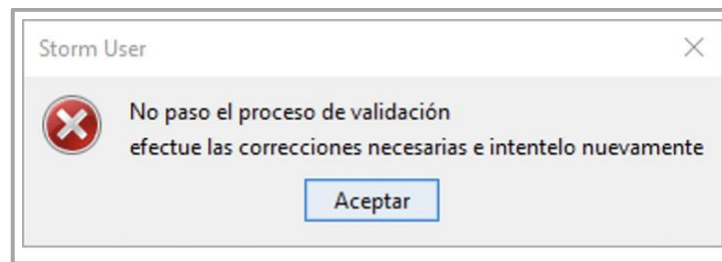 Storm User
No paso el proceso de validación
efectue las correcciones necesarias e intentelo nuevamente
Aceptar